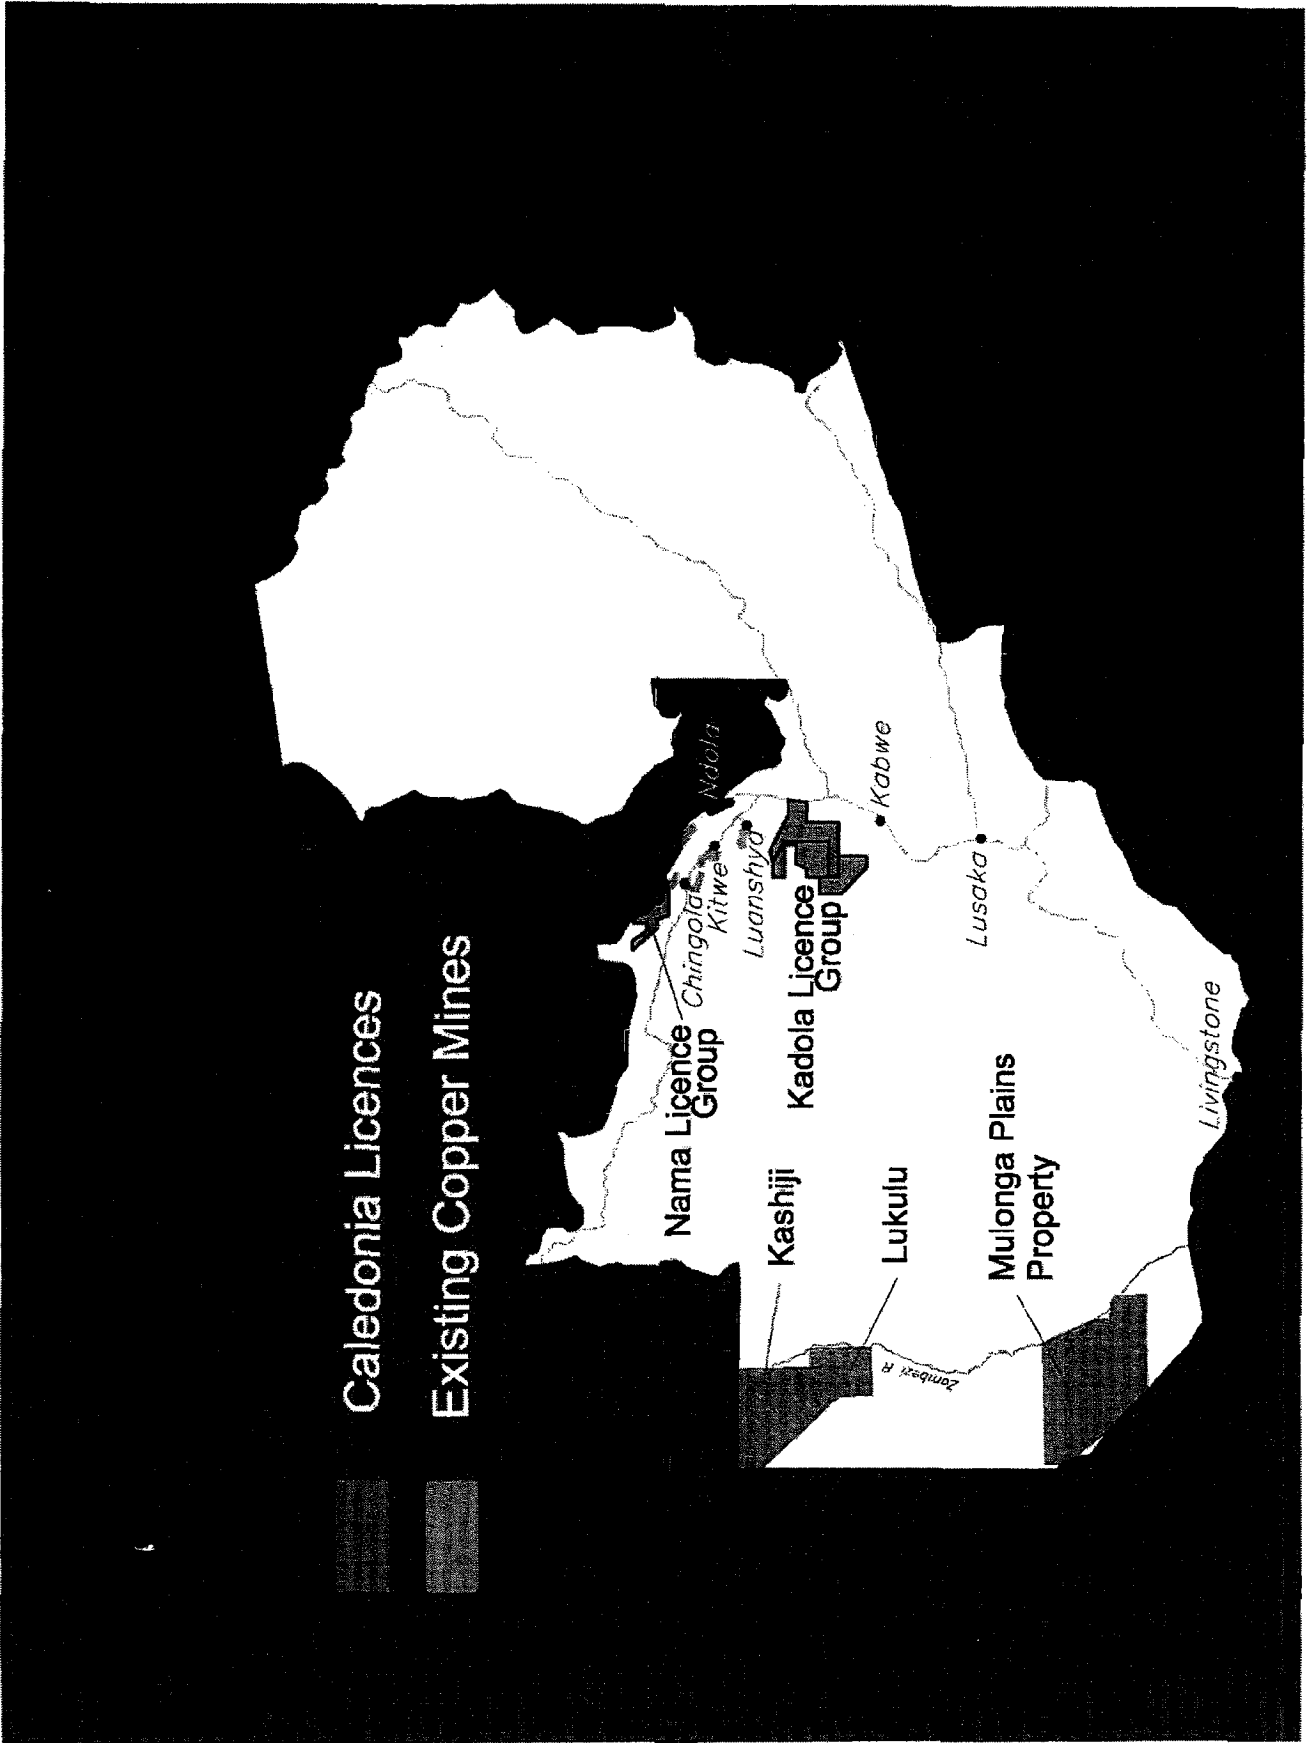 Caledonia Licences
Existing Copper Mines
Ndola
Chingola
Kitwe
Luanshya
Nama Licence
Group
Kadola Licence
Group
Kabwe
Kashiji
Lukulu
Lusaka
Mulonga Plains
Property
Zambezi R
Livingstone